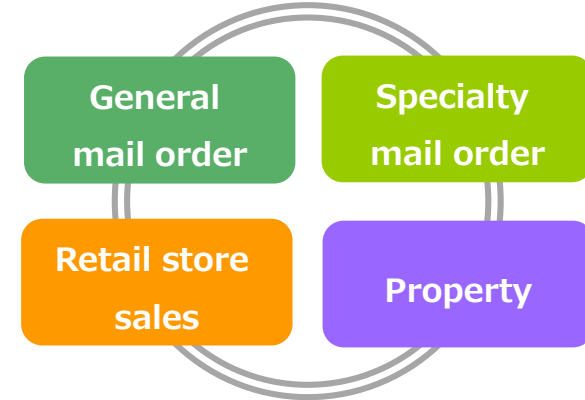 General
mail order
Specialty
mail order
Retail store
sales
Property